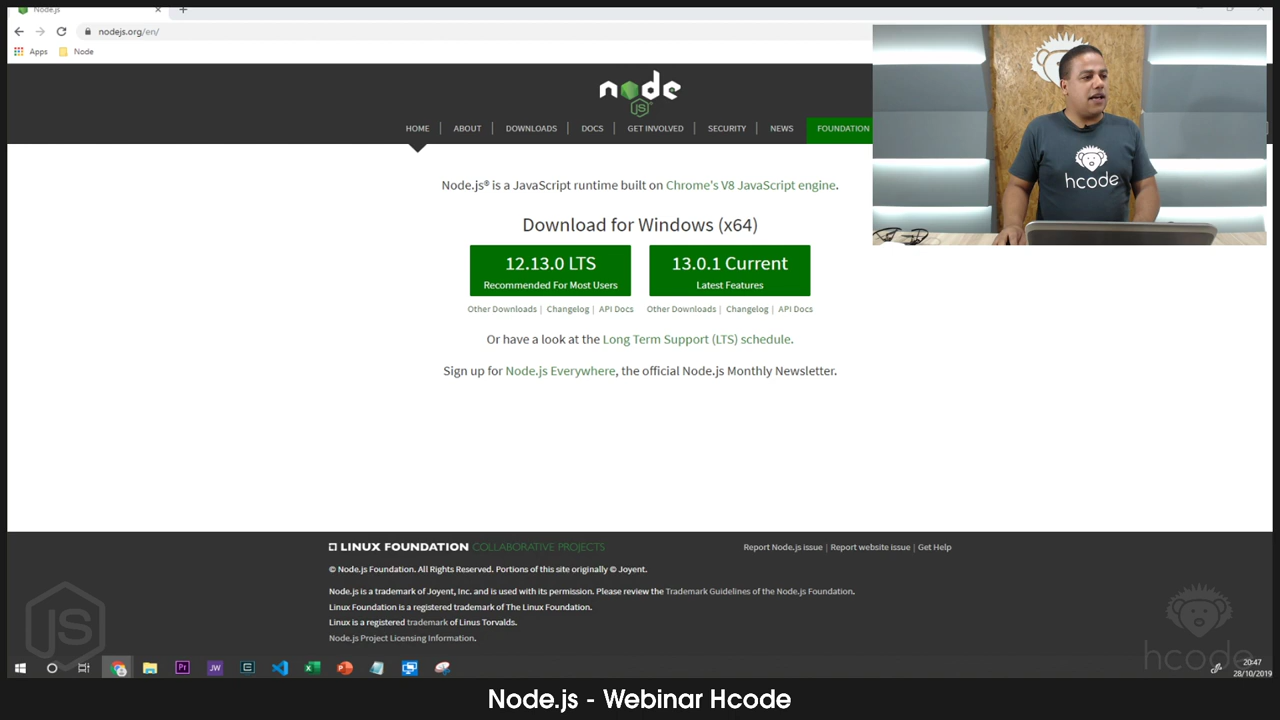 Node.js
nodejs.org/en/
Apps Node
node
JS
HOME ABOUT DOWNLOADS DOCS GET INVOLVED SECURITY NEWS FOUNDATION
Node.js® is a JavaScript runtime built on Chrome's V8 JavaScript engine.
Download for Windows (x64)
12.13.0 LTS
Recommended For Most Users
13.0.1 Current
Latest Features
Other Downloads | Changelog | API Docs
Other Downloads | Changelog | API Docs
Or have a look at the Long Term Support (LTS) schedule.
Sign up for Node.js Everywhere, the official Node.js Monthly Newsletter.
hcode
LINUX FOUNDATION COLLABORATIVE PROJECTS
Report Node.js issue | Report website issue | Get Help
© Node.js Foundation. All Rights Reserved. Portions of this site originally © Joyent.
Node.js is a trademark of Joyent, Inc. and is used with its permission. Please review the Trademark Guidelines of the Node.js Foundation.
Linux Foundation is a registered trademark of The Linux Foundation.
Linux is a registered trademark of Linus Torvalds.
Node.js Project Licensing Information.
JS
hcode
Pr JW
20:47
28/10/2019
Node.js - Webinar Hcode